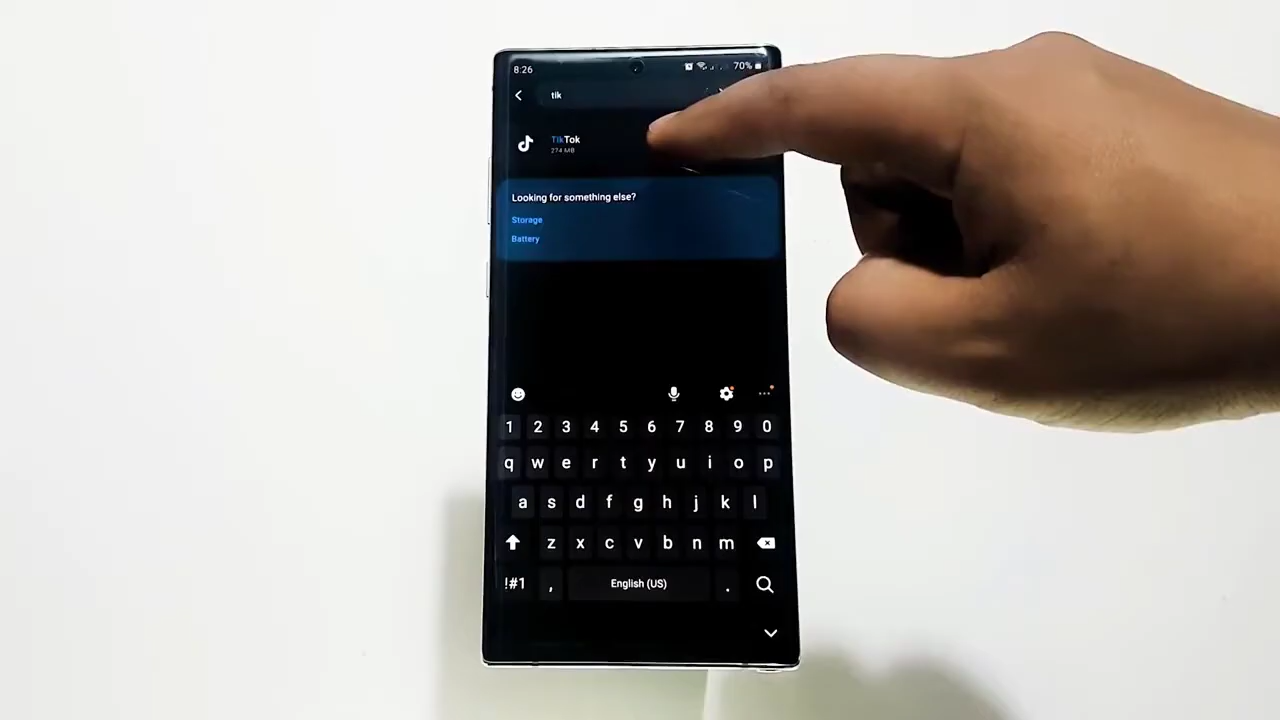 8:26
70%
tik
TikTok
274 MB
Looking for something else?
Storage
Battery
1 2 3 4 5 6 7 8 9 0
q w e r t y u i o p
a s d f g h j k l
z x c v b n m
!#1 , English (US) .